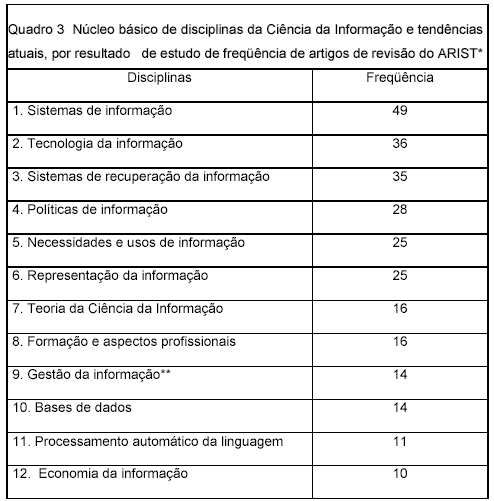 Quadro 3  Núcleo básico de disciplinas da Ciência da Informação e tendências
atuais, por resultado  de estudo de freqüência de artigos de revisão do ARIST*
Disciplinas Freqüência
1. Sistemas de informação 49
2. Tecnologia da informação 36
3. Sistemas de recuperação da informação 35
4. Políticas de informação 28
5. Necessidades e usos de informação 25
6. Representação da informação 25
7. Teoria da Ciência da Informação 16
8. Formação e aspectos profissionais 16
9. Gestão da informação** 14
10. Bases de dados 14
11. Processamento automático da linguagem 11
12.  Economia da informação 10